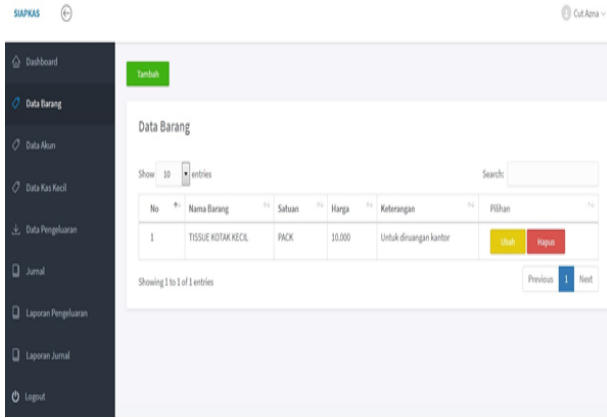 SIAPKAS
Cut Azna
Dashboard
Data Barang
Data Akun
Data Kas Kecil
Data Pengeluaran
Jurnal
Laporan Pengeluaran
Laporan Jurnal
Logout
Tambah
Data Barang
Show 10 entries
Search:
No Nama Barang Satuan Harga Keterangan Pilihan
1 TISSUE KOTAK KECIL PACK 10.000 Untuk diruangan kantor Ubah Hapus
Showing 1 to 1 of 1 entries
Previous 1 Next